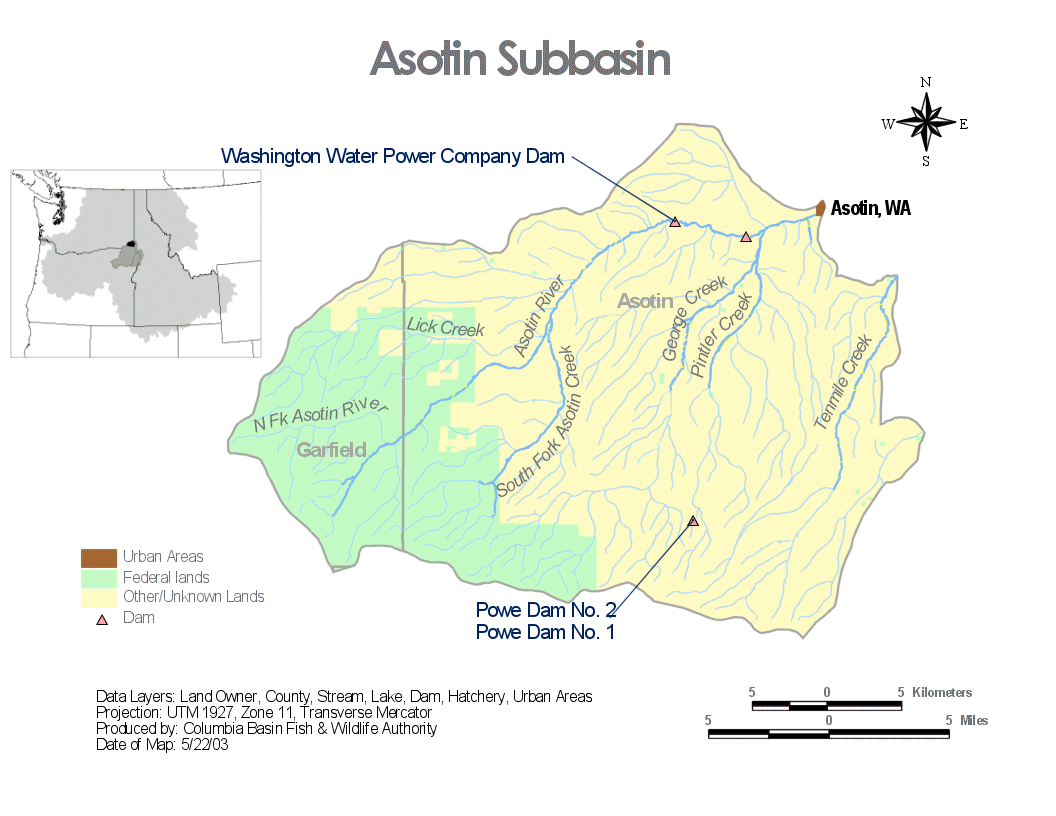 Asotin Subbasin
N
W E
S
Washington Water Power Company Dam
Asotin, WA
Asotin River
Asotin
George Creek
Pintler Creek
Lick Creek
Tenmile Creek
N Fk Asotin River
South Fork Asotin Creek
Garfield
Urban Areas
Federal lands
Other/Unknown Lands
Dam
Powe Dam No. 2
Powe Dam No. 1
Data Layers: Land Owner, County, Stream, Lake, Dam, Hatchery, Urban Areas
Projection: UTM 1927, Zone 11, Transverse Mercator
Produced by: Columbia Basin Fish & Wildlife Authority
Date of Map: 5/22/03
5 0 5 Kilometers
5 0 5 Miles